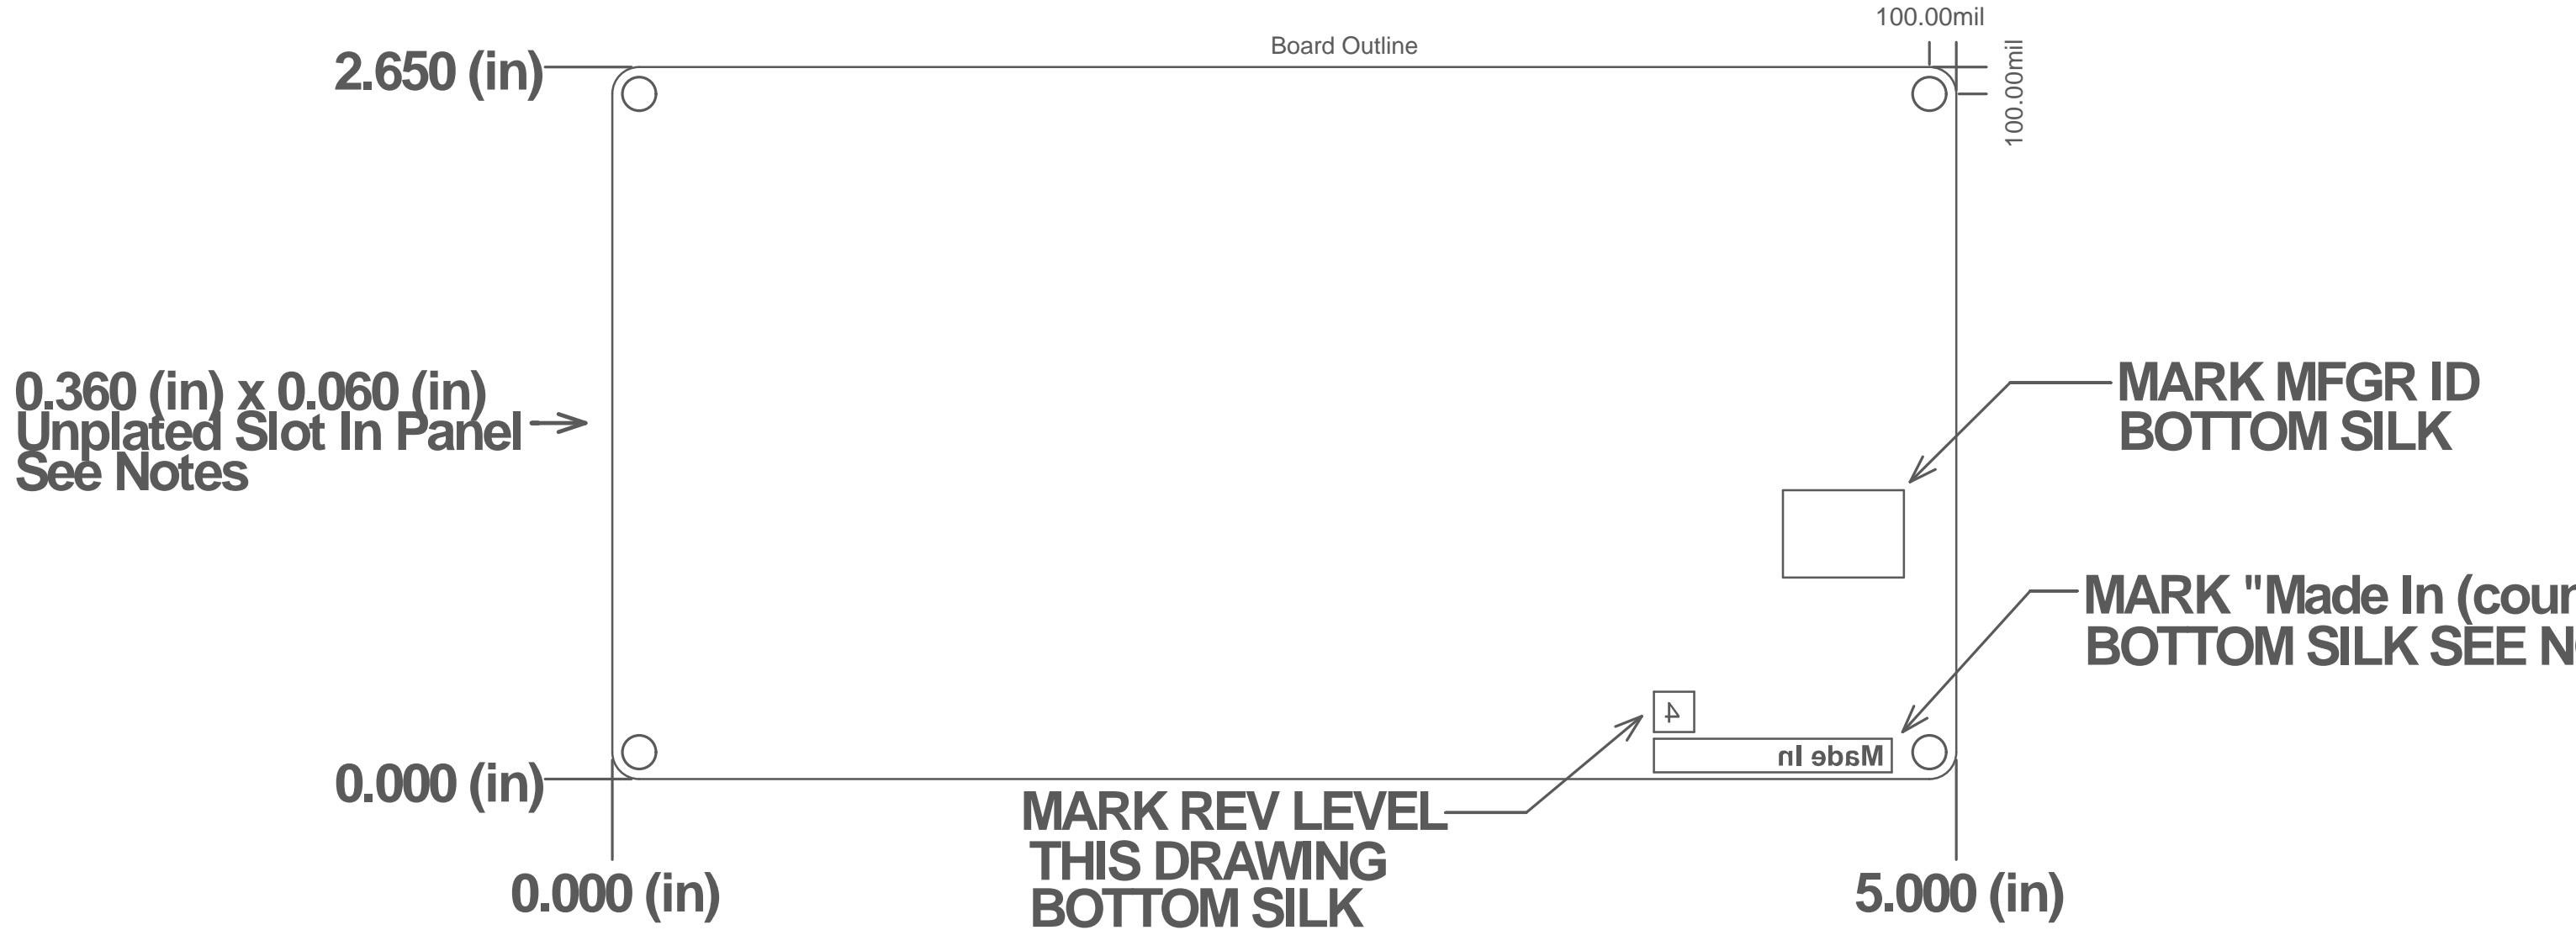 100.00mil
Board Outline
100.00mil
2.650 (in)
0.360 (in) x 0.060 (in)
Unplated Slot In Panel
See Notes
MARK MFGR ID
BOTTOM SILK
MARK "Made In (coun
BOTTOM SILK SEE N
4
Made In
0.000 (in)
MARK REV LEVEL
THIS DRAWING
BOTTOM SILK
0.000 (in)
5.000 (in)